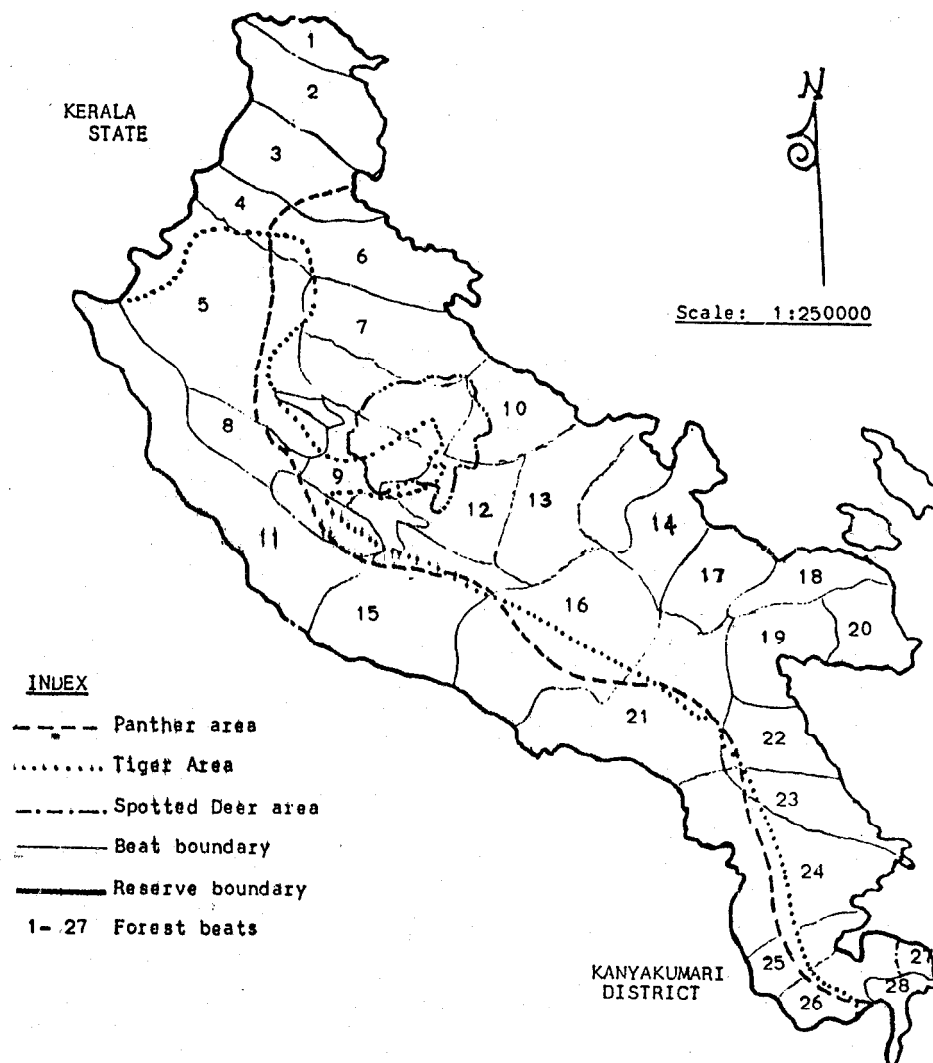 1
2
KERALA
STATE
N
3
4
6
5
7
Scale: 1:250000
8
10
9
12
13
11
14
17
18
15
16
19
20
INDEX
Panther area
21
22
Tiger Area
Spotted Deer area
23
Beat boundary
24
Reserve boundary
1- 27 Forest beats
25
27
KANYAKUMARI
DISTRICT
26
28